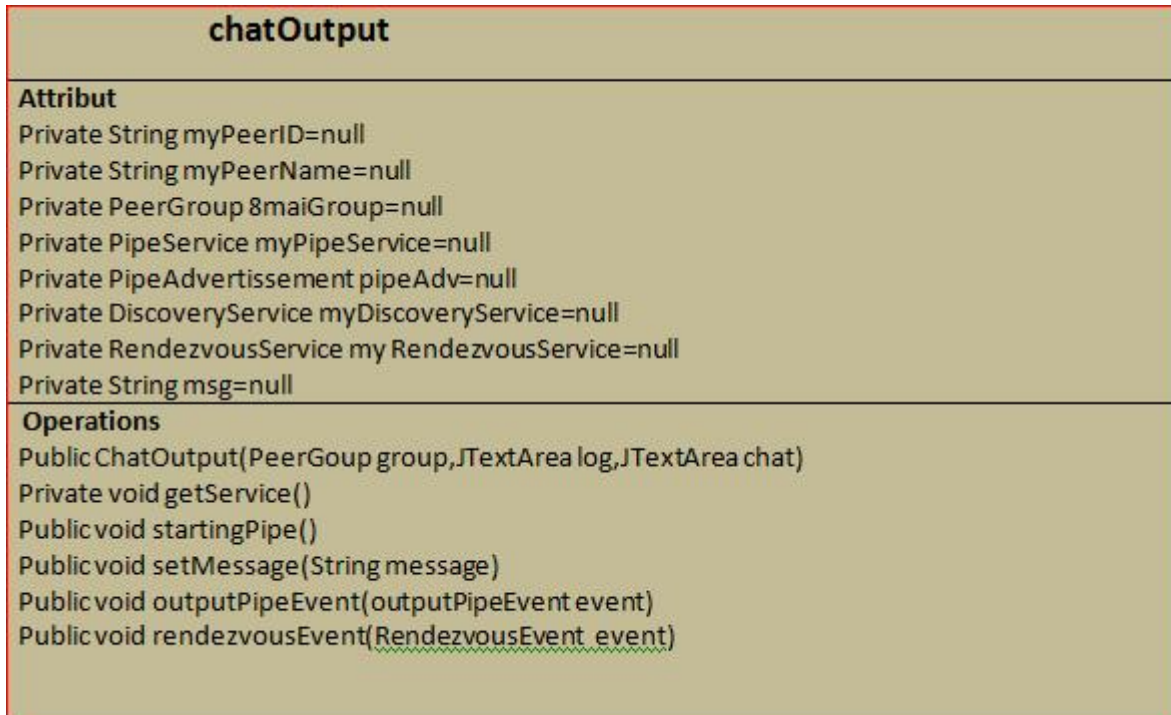 chatOutput
Attribut
Private String myPeerID=null
Private String myPeerName=null
Private PeerGroup 8maiGroup=null
Private PipeService myPipeService=null
Private PipeAdvertissement pipeAdv=null
Private DiscoveryService myDiscoveryService=null
Private RendezvousService my RendezvousService=null
Private String msg=null
Operations
Public ChatOutput(PeerGoup group,JTextArea log,JTextArea chat)
Private void getService()
Public void startingPipe()
Public void setMessage(String message)
Public void outputPipeEvent(outputPipeEvent event)
Public void rendezvousEvent(RendezvousEvent event)